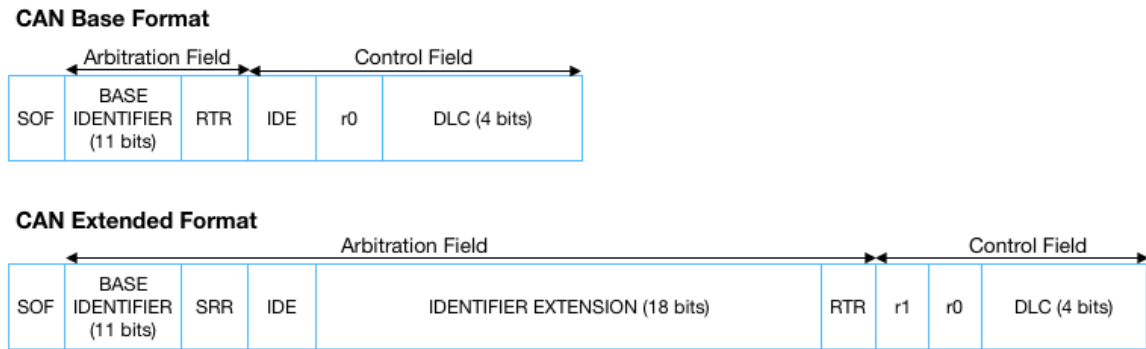 CAN Base Format
Arbitration Field Control Field
SOF
BASE
IDENTIFIER
(11 bits)
RTR
IDE
r0
DLC (4 bits)
CAN Extended Format
Arbitration Field Control Field
SOF
BASE
IDENTIFIER
(11 bits)
SRR
IDE
IDENTIFIER EXTENSION (18 bits)
RTR
r1
r0
DLC (4 bits)